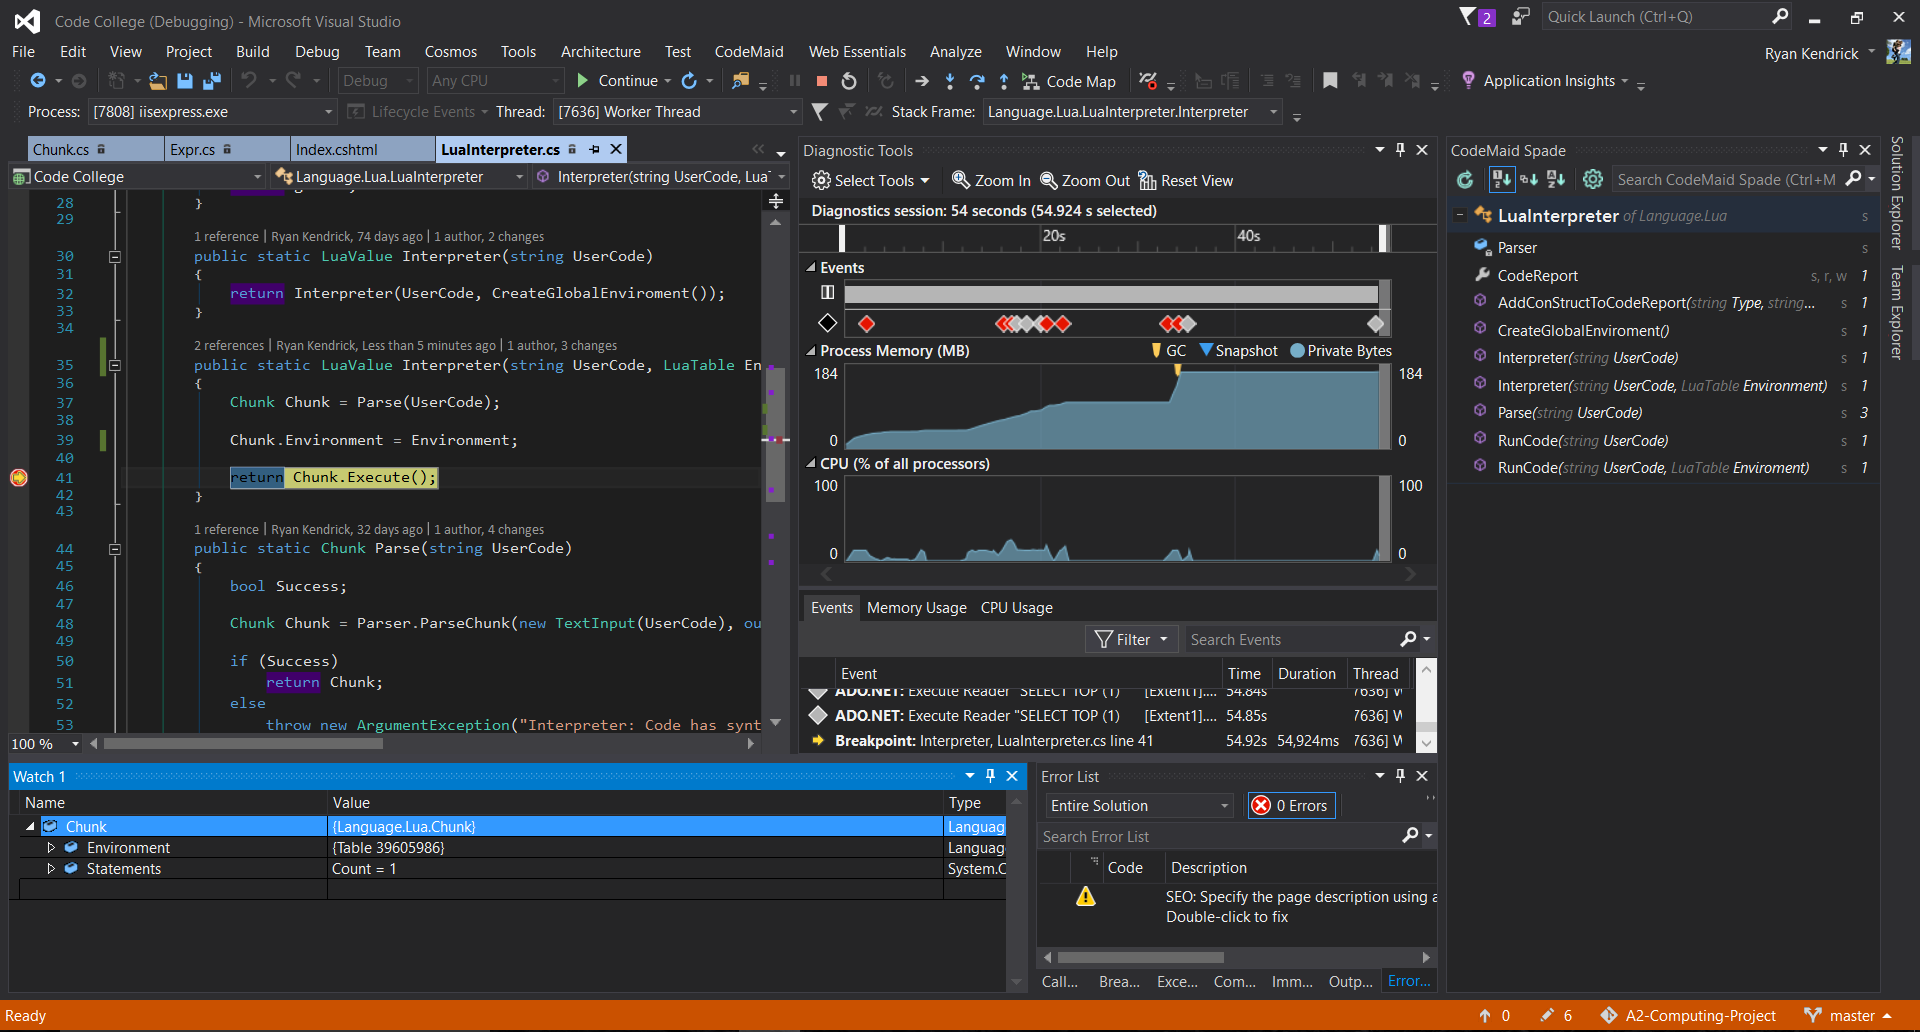 Code College (Debugging) - Microsoft Visual Studio
2
Quick Launch (Ctrl+Q)
File Edit View Project Build Debug Team Cosmos Tools Architecture Test CodeMaid Web Essentials Analyze Window Help
Ryan Kendrick
Debug Any CPU Continue Code Map Application Insights
Process: [7808] iisexpress.exe Lifecycle Events Thread: [7636] Worker Thread Stack Frame: Language.Lua.LuaInterpreter.Interpreter
Chunk.cs Expr.cs Index.cshtml LuaInterpreter.cs
Code College Language.Lua.LuaInterpreter Interpreter(string UserCode, Lua
28 }
29
1 reference | Ryan Kendrick, 74 days ago | 1 author, 2 changes
30 public static LuaValue Interpreter(string UserCode)
31 {
32 return Interpreter(UserCode, CreateGlobalEnviroment());
33 }
34
2 references | Ryan Kendrick, Less than 5 minutes ago | 1 author, 3 changes
35 public static LuaValue Interpreter(string UserCode, LuaTable En
36 {
37 Chunk Chunk = Parse(UserCode);
38
39 Chunk.Environment = Environment;
40
41 return Chunk.Execute();
42 }
43
1 reference | Ryan Kendrick, 32 days ago | 1 author, 4 changes
44 public static Chunk Parse(string UserCode)
45 {
46 bool Success;
47
48 Chunk Chunk = Parser.ParseChunk(new TextInput(UserCode), ou
49
50 if (Success)
51 return Chunk;
52 else
53 throw new ArgumentException("Interpreter: Code has synt
100 %
Diagnostic Tools
Select Tools Zoom In Zoom Out Reset View
Diagnostics session: 54 seconds (54.924 s selected)
20s 40s
Events
Process Memory (MB) GC Snapshot Private Bytes
184 184
0 0
CPU (% of all processors)
100 100
0 0
Events Memory Usage CPU Usage
Filter Search Events
Event Time Duration Thread
ADO.NET: Execute Reader "SELECT TOP (1) [Extent1].... 54.84s 7636] W
ADO.NET: Execute Reader "SELECT TOP (1) [Extent1].... 54.85s 7636] W
Breakpoint: Interpreter, LuaInterpreter.cs line 41 54.92s 54,924ms 7636] W
CodeMaid Spade
Search CodeMaid Spade (Ctrl+M
LuaInterpreter of Language.Lua s
Parser s
CodeReport s, r, w 1
AddConStructToCodeReport(string Type, string... s 1
CreateGlobalEnviroment() s 1
Interpreter(string UserCode) s 1
Interpreter(string UserCode, LuaTable Environment) s 1
Parse(string UserCode) s 3
RunCode(string UserCode) s 1
RunCode(string UserCode, LuaTable Enviroment) s 1
Solution Explorer
Team Explorer
Watch 1
Name Value Type
Chunk {Language.Lua.Chunk} Languag
Environment {Table 39605986} Languag
Statements Count = 1 System.C
Error List
Entire Solution 0 Errors
Search Error List
Code Description
SEO: Specify the page description using a
Double-click to fix
Call... Brea... Exce... Com... Imm... Outp... Error...
Ready
0 6 A2-Computing-Project master